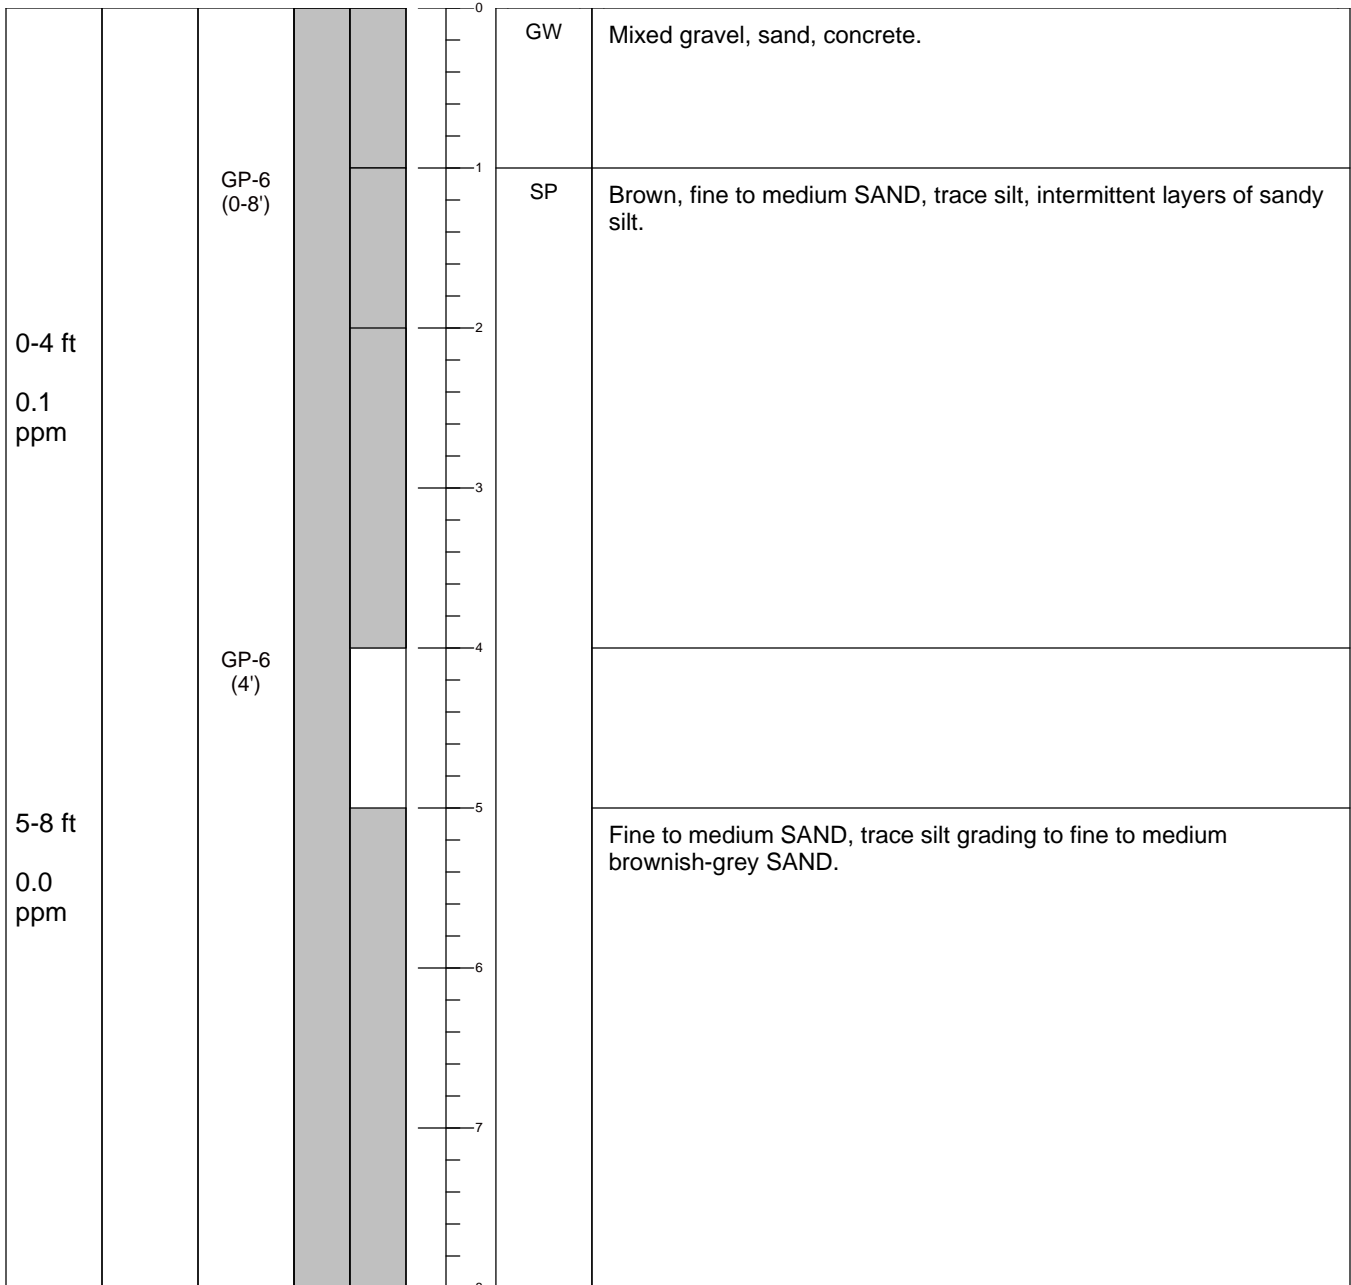 0
GW
Mixed gravel, sand, concrete.
1
GP-6
(0-8')
SP
Brown, fine to medium SAND, trace silt, intermittent layers of sandy
silt.
2
0-4 ft
0.1
ppm
3
4
GP-6
(4')
5
5-8 ft
0.0
ppm
Fine to medium SAND, trace silt grading to fine to medium
brownish-grey SAND.
6
7